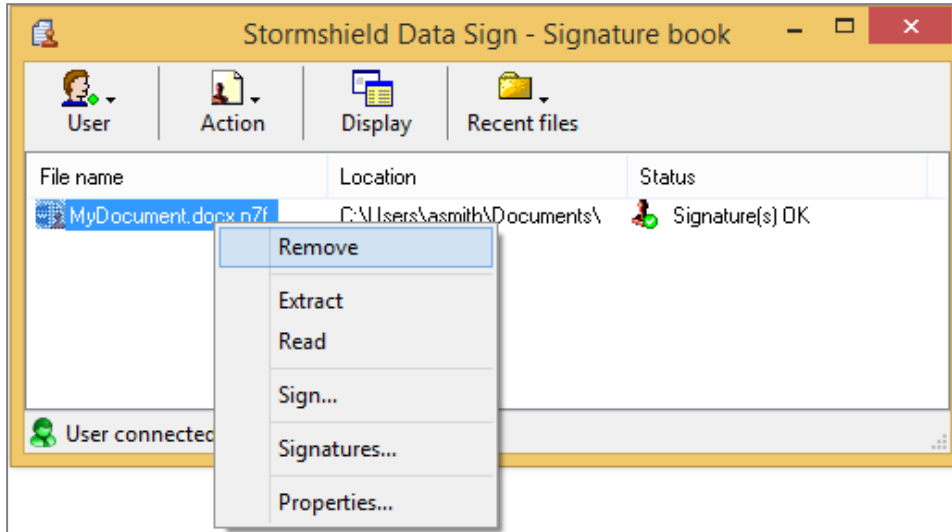 Stormshield Data Sign - Signature book
User Action Display Recent files
File name Location Status
MyDocument.docx.n7f C:\Users\asmith\Documents\ Signature(s) OK
Remove
Extract
Read
Sign...
User connected
Signatures...
Properties...